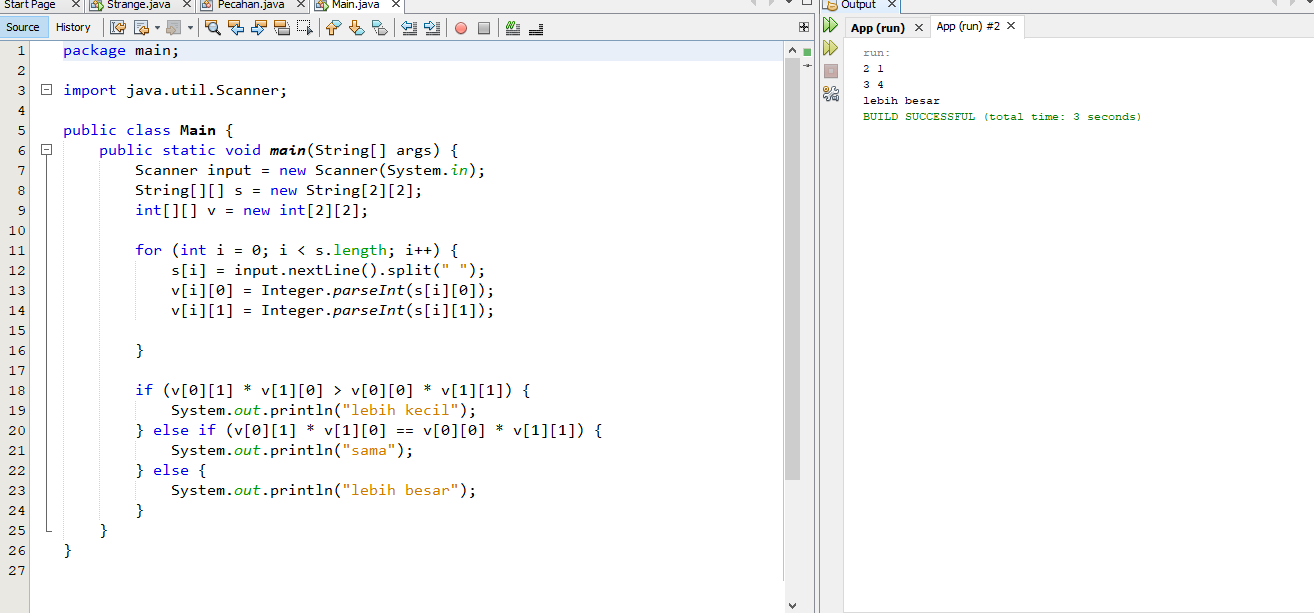 Start Page Strange.java Pecahan.java Main.java Output
Source History
App (run) App (run) #2
1 package main;
2
3 import java.util.Scanner;
4
5 public class Main {
6 public static void main(String[] args) {
7 Scanner input = new Scanner(System.in);
8 String[][] s = new String[2][2];
9 int[][] v = new int[2][2];
10
11 for (int i = 0; i < s.length; i++) {
12 s[i] = input.nextLine().split(" ");
13 v[i][0] = Integer.parseInt(s[i][0]);
14 v[i][1] = Integer.parseInt(s[i][1]);
15
16 }
17
18 if (v[0][1] * v[1][0] > v[0][0] * v[1][1]) {
19 System.out.println("lebih kecil");
20 } else if (v[0][1] * v[1][0] == v[0][0] * v[1][1]) {
21 System.out.println("sama");
22 } else {
23 System.out.println("lebih besar");
24 }
25 }
26 }
27
run:
2 1
3 4
lebih besar
BUILD SUCCESSFUL (total time: 3 seconds)